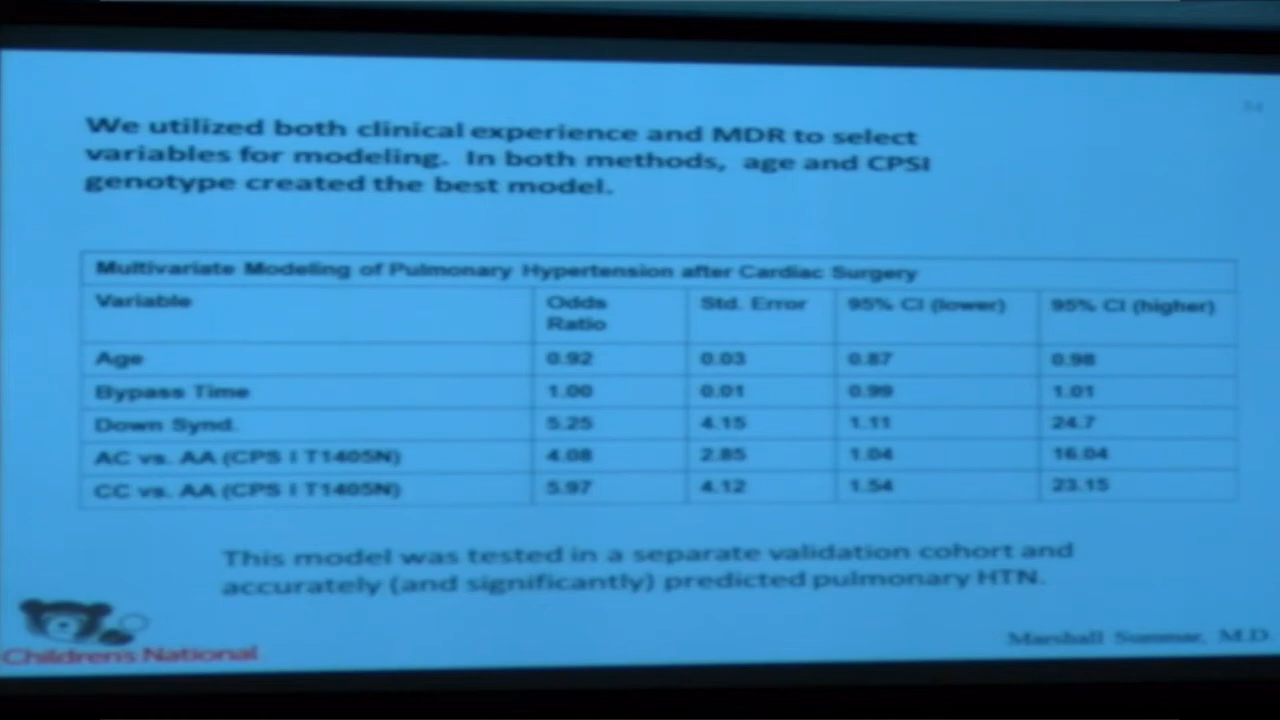 34
We utilized both clinical experience and MDR to select
variables for modeling. In both methods, age and CPSI
genotype created the best model.
Multivariate Modeling of Pulmonary Hypertension after Cardiac Surgery
Variable Odds Ratio Std. Error 95% CI (lower) 95% CI (higher)
Age 0.92 0.03 0.87 0.98
Bypass Time 1.00 0.01 0.99 1.01
Down Synd. 5.25 4.15 1.11 24.7
AC vs. AA (CPS I T1405N) 4.08 2.85 1.04 16.04
CC vs. AA (CPS I T1405N) 5.97 4.12 1.54 23.15
This model was tested in a separate validation cohort and
accurately (and significantly) predicted pulmonary HTN.
Children's National
Marshall Summar, M.D